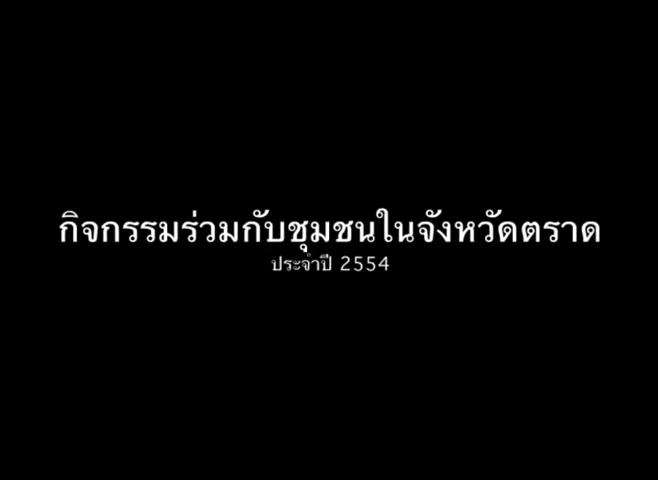 กิจกรรมร่วมกับชุมชนในจังหวัดตราด
ประจำปี 2554